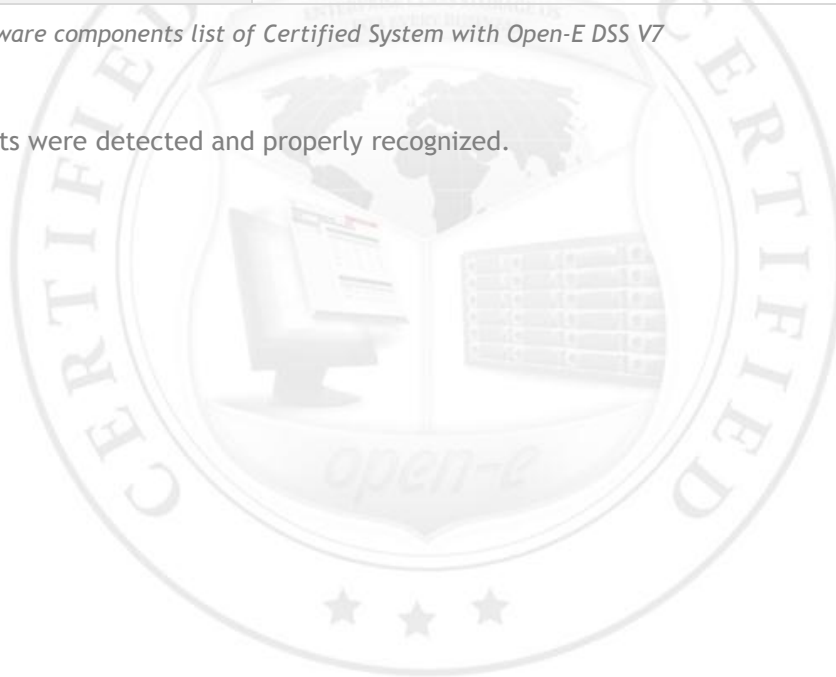 ware components list of Certified System with Open-E DSS V7
ts were detected and properly recognized.
CERTIFIED
CERTIFIED
open-e